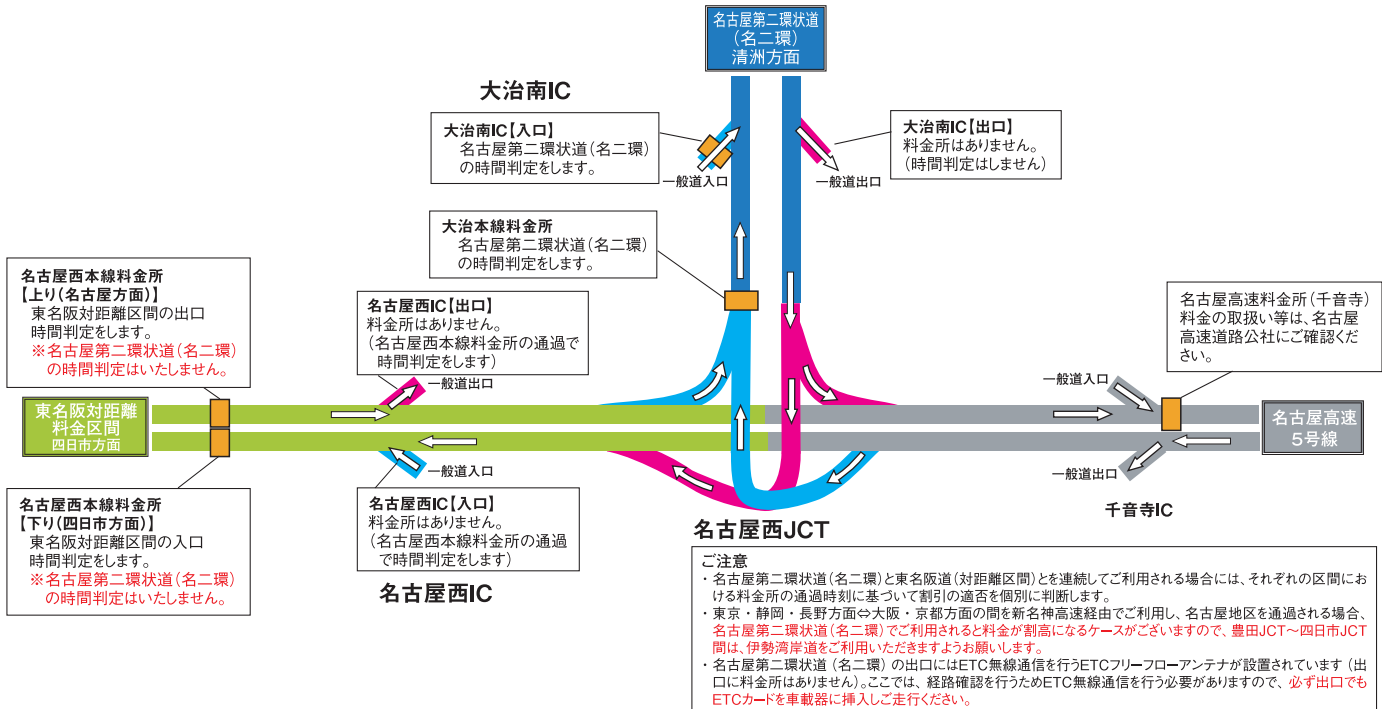 名古屋第二環状道
(名二環)
清洲方面
大治南IC
大治南IC【入口】
名古屋第二環状道(名二環)
の時間判定をします。
一般道入口
大治南IC【出口】
料金所はありません。
(時間判定はしません)
一般道出口
大治本線料金所
名古屋第二環状道(名二環)
の時間判定をします。
名古屋西本線料金所
【上り(名古屋方面)】
東名阪対距離区間の出口
時間判定をします。
※名古屋第二環状道(名二環)
の時間判定はいたしません。
名古屋西IC【出口】
料金所はありません。
(名古屋西本線料金所の通過で
時間判定をします)
一般道出口
名古屋高速料金所(千音寺)
料金の取扱い等は、名古屋
高速道路公社にご確認くだ
さい。
一般道入口
東名阪対距離
料金区間
四日市方面
名古屋高速
5号線
一般道入口
一般道出口
名古屋西本線料金所
【下り(四日市方面)】
東名阪対距離区間の入口
時間判定をします。
※名古屋第二環状道(名二環)
の時間判定はいたしません。
名古屋西IC【入口】
料金所はありません。
(名古屋西本線料金所の通過
で時間判定をします)
名古屋西IC
名古屋西JCT
千音寺IC
ご注意
・名古屋第二環状道(名二環)と東名阪道(対距離区間)とを連続してご利用される場合には、それぞれの区間にお
ける料金所の通過時刻に基づいて割引の適否を個別に判断します。
・東京・静岡・長野方面⇔大阪・京都方面の間を新名神高速経由でご利用し、名古屋地区を通過される場合、
名古屋第二環状道(名二環)でご利用されると料金が割高になるケースがございますので、豊田JCT〜四日市JCT
間は、伊勢湾岸道をご利用いただきますようお願いします。
・名古屋第二環状道(名二環)の出口にはETC無線通信を行うETCフリーフローアンテナが設置されています(出
口に料金所はありません)。ここでは、経路確認を行うためETC無線通信を行う必要がありますので、必ず出口でも
ETCカードを車載器に挿入しご走行ください。